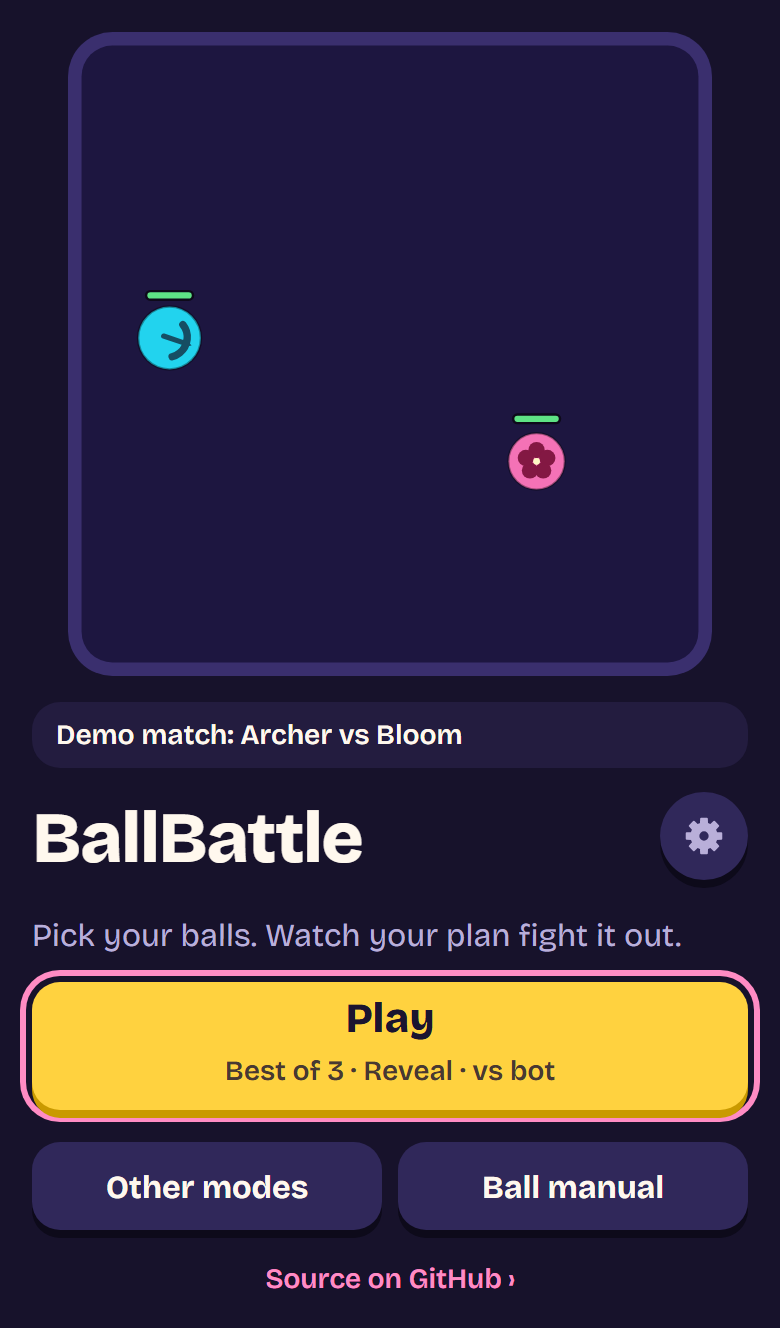 Demo match: Archer vs Bloom
BallBattle
Pick your balls. Watch your plan fight it out.
Play
Best of 3 · Reveal · vs bot
Other modes
Ball manual
Source on GitHub ›